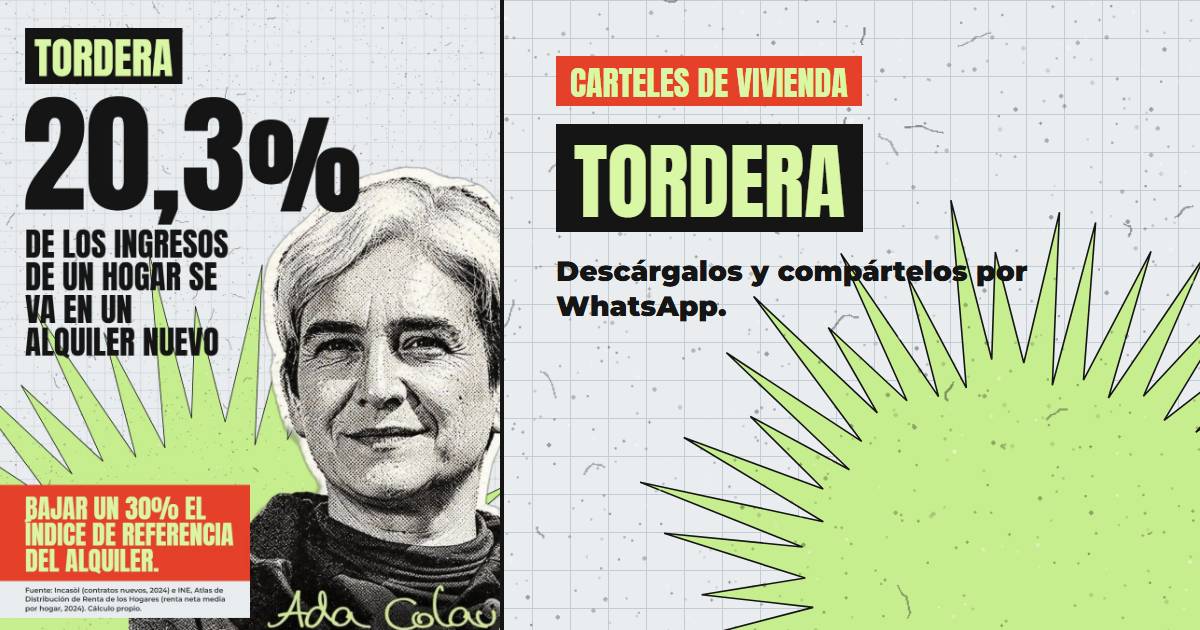 TORDERA
20,3%
DE LOS INGRESOS
DE UN HOGAR SE
VA EN UN
ALQUILER NUEVO
BAJAR UN 30% EL
ÍNDICE DE REFERENCIA
DEL ALQUILER.
Fuente: Incasòl (contratos nuevos, 2024) e INE, Atlas de
Distribución de Renta de los Hogares (renta neta media
por hogar, 2024). Cálculo propio.
Ada Colau
CARTELES DE VIVIENDA
TORDERA
Descárgalos y compártelos por
WhatsApp.